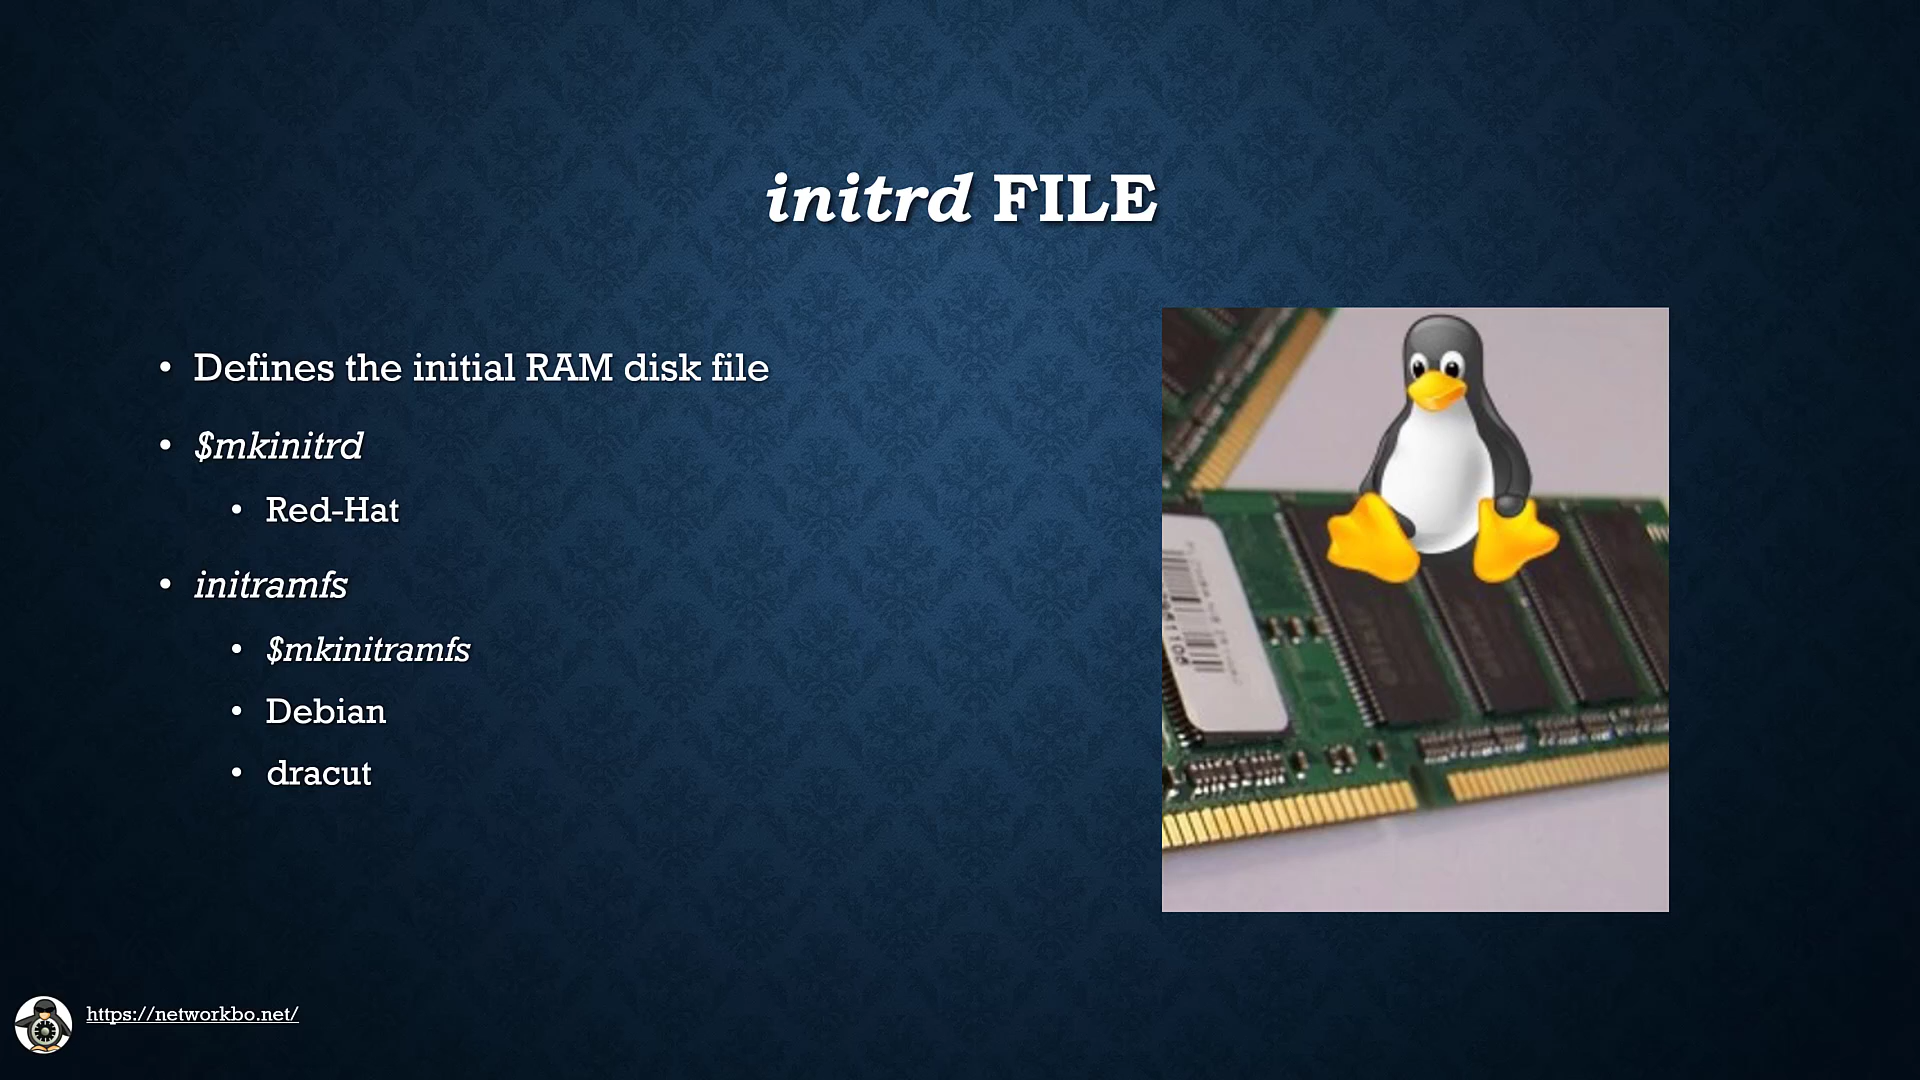 initrd FILE
• Defines the initial RAM disk file
• $mkinitrd
• Red-Hat
• initramfs
• $mkinitramfs
• Debian
• dracut
https://networkbo.net/